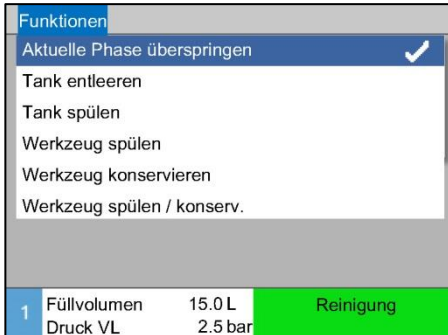 Funktionen
Aktuelle Phase überspringen
Tank entleeren
Tank spülen
Werkzeug spülen
Werkzeug konservieren
Werkzeug spülen / konserv.
1 Füllvolumen 15.0 L Reinigung
Druck VL 2.5 bar